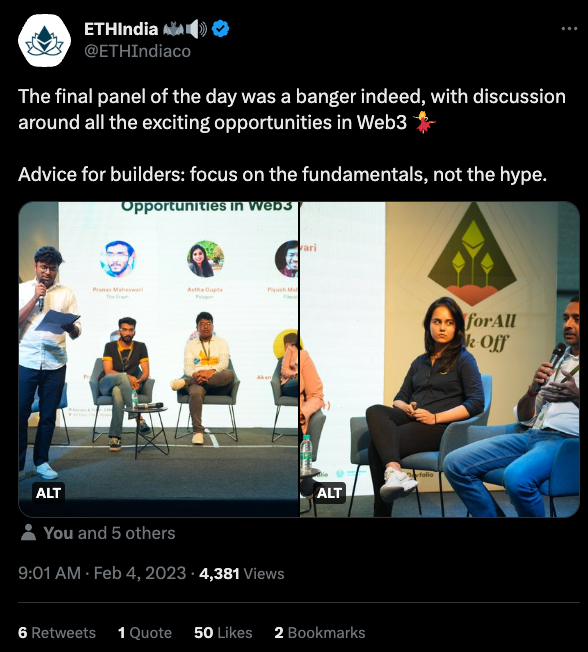 ETHIndia
@ETHIndiaco
The final panel of the day was a banger indeed, with discussion
around all the exciting opportunities in Web3
Advice for builders: focus on the fundamentals, not the hype.
Opportunities in Web3
Pranav Maheswari
The Graph
Astha Gupta
Polygon
Piyush Mah
ALT
vari
forAll
k-Off
ALT
You and 5 others
9:01 AM · Feb 4, 2023 · 4,381 Views
6 Retweets 1 Quote 50 Likes 2 Bookmarks